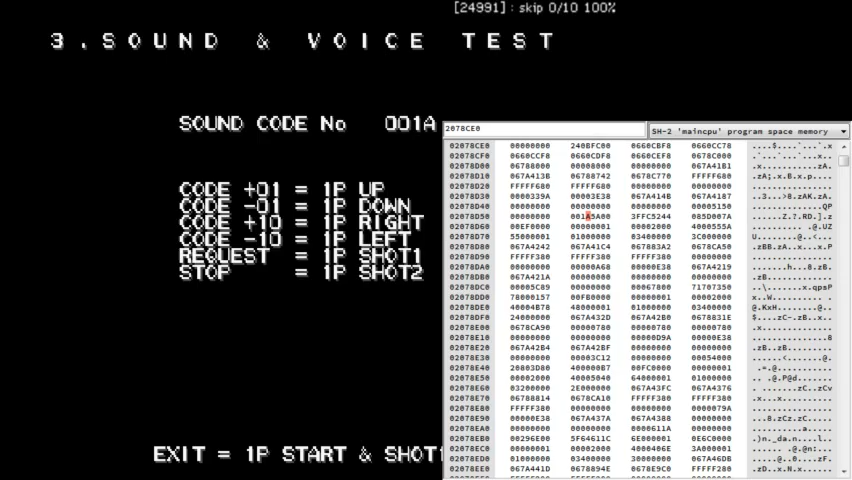 [24991]: skip 0/10 100%
3.SOUND & VOICE TEST
SOUND CODE No 001A
CODE +01 = 1P UP
CODE -01 = 1P DOWN
CODE +10 = 1P RIGHT
CODE -10 = 1P LEFT
REQUEST = 1P SHOT1
STOP = 1P SHOT2
EXIT = 1P START & SHOT1
2078CE0 SH-2 'maincpu' program space memory
02078CE0 00000000 240BFC00 0660CBF8 0660CC78
02078CF0 0660CCF8 0660CDF8 0660CEF8 0678C000
02078D00 06788000 00000000 00008000 067A41B1
02078D10 067A413B 06788742 0678C770 FFFFF680
02078D20 FFFFF680 FFFFF680 00000000 00000000
02078D30 0000339A 00003E38 067A414B 067A4187
02078D40 00000000 00000000 00000000 00005150
02078D50 00000000 001A5A00 3FFC5244 085D007A
02078D60 00EF0000 00000001 00002000 4000555A
02078D70 55000001 01000000 03400000 3C000000
02078D80 067A4242 067A41C4 067883A2 0678CA50
02078D90 FFFFF380 FFFFF380 FFFFF380 00000000
02078DA0 00000000 00000A68 00000E38 067A4219
02078DB0 067A421A 00000000 00000000 00000000
02078DC0 00005C89 00000000 00067800 71707350
02078DD0 78000157 00FB0000 00000001 00002000
02078DE0 40004B78 48000001 01000000 03400000
02078DF0 24000000 067A432D 067A42B0 0678831E
02078E00 0678CA90 00000780 00000780 00000780
02078E10 00000000 00000000 00000D9A 00000E38
02078E20 067A42B4 067A42BF 00000000 00000000
02078E30 00000000 00003C12 00000000 00054000
02078E40 20803D80 400000B7 00FC0000 00000001
02078E50 00002000 40005040 64000001 01000000
02078E60 03200000 2E000000 067A43FC 067A4376
02078E70 06788814 0678CA10 FFFFF380 FFFFF380
02078E80 FFFFF380 00000000 00000000 0000079A
02078E90 00000E38 067A437A 067A4388 00000000
02078EA0 00000000 00000000 0000611A 00000000
02078EB0 00296E00 5F64611C 6E000001 0E6C0000
02078EC0 00000001 00002000 4000406E 3A000001
02078ED0 01000000 03400000 30000000 067A46DB
02078EE0 067A441D 0678894E 0678E9C0 FFFFF280